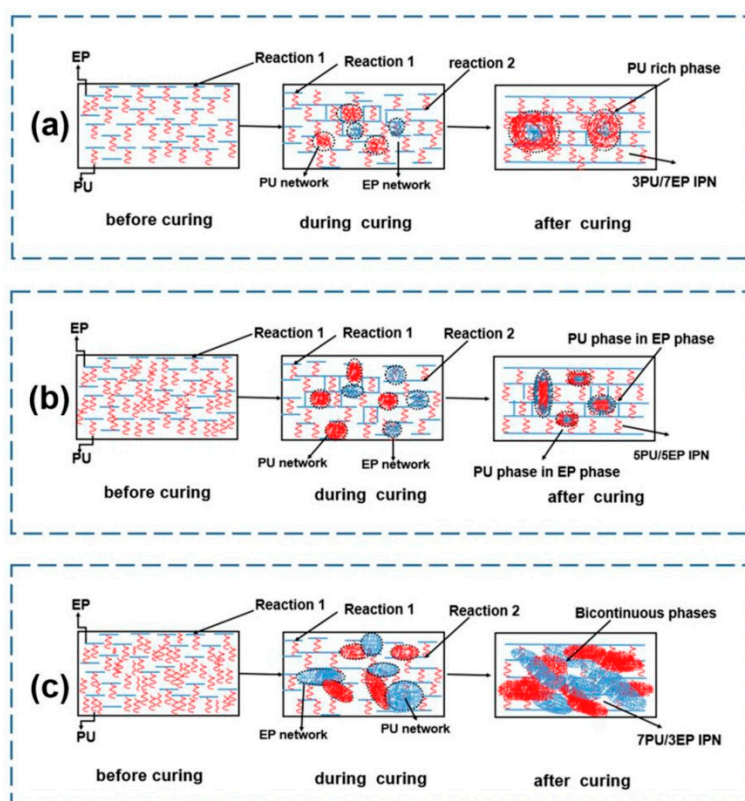 EP
Reaction 1
Reaction 1
reaction 2
PU rich phase
(a)
PU
PU network
EP network
3PU/7EP IPN
before curing
during curing
after curing
EP
Reaction 1
Reaction 1
Reaction 2
PU phase in EP phase
(b)
PU
PU network
EP network
PU phase in EP phase
5PU/5EP IPN
before curing
during curing
after curing
EP
Reaction 1
Reaction 1
Reaction 2
Bicontinuous phases
(c)
PU
EP network
PU network
7PU/3EP IPN
before curing
during curing
after curing